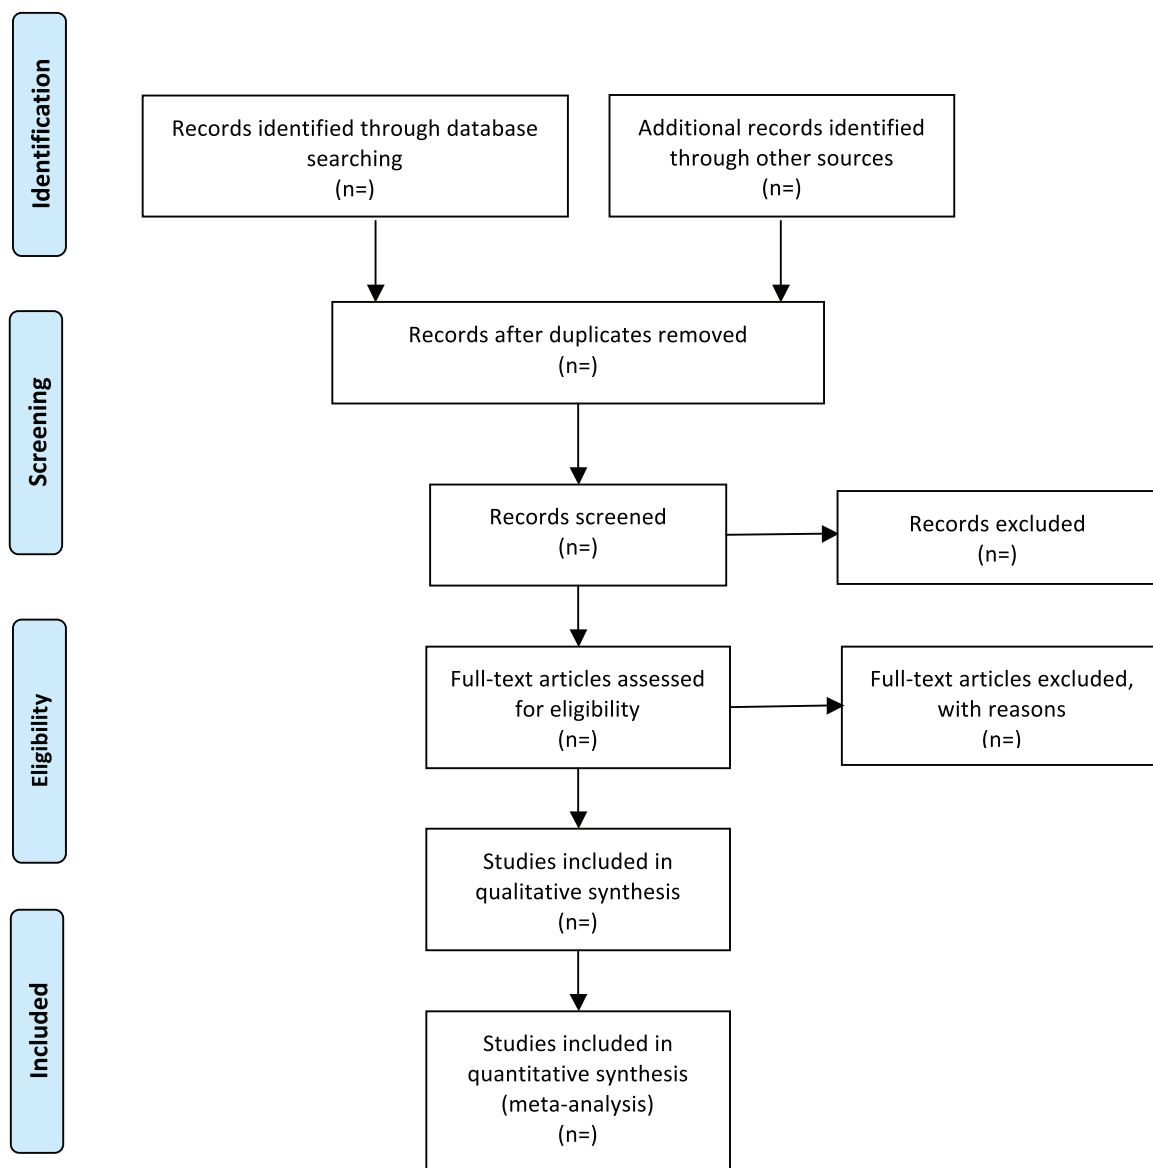 Identification
Records identified through database
searching
(n=)
Additional records identified
through other sources
(n=)
Screening
Records after duplicates removed
(n=)
Records screened
(n=)
Records excluded
(n=)
Eligibility
Full-text articles assessed
for eligibility
(n=)
Full-text articles excluded,
with reasons
(n=)
Studies included in
qualitative synthesis
(n=)
Included
Studies included in
quantitative synthesis
(meta-analysis)
(n=)